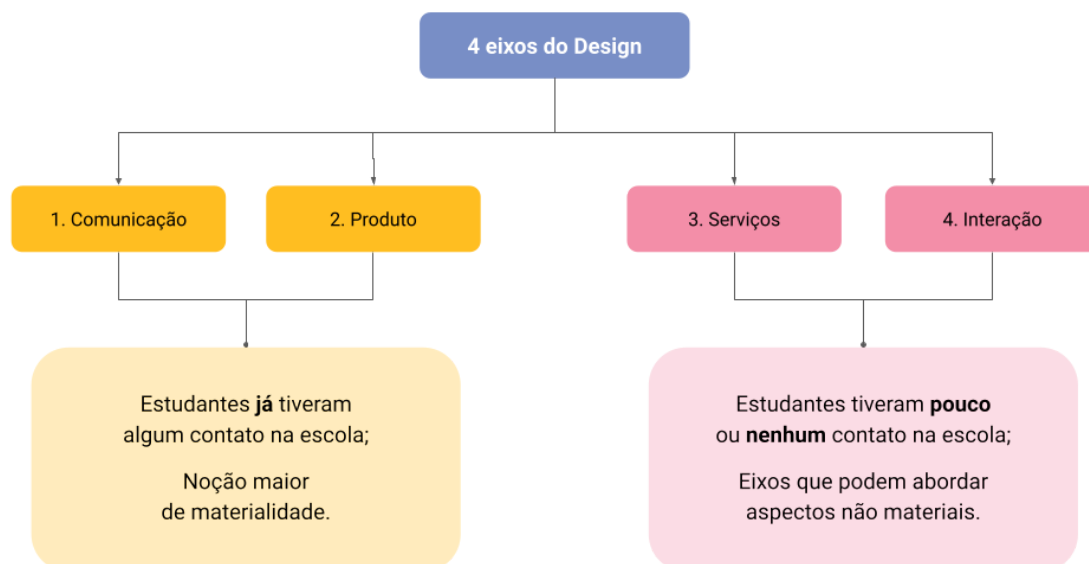 4 eixos do Design
1. Comunicação
2. Produto
3. Serviços
4. Interação
Estudantes já tiveram
algum contato na escola;
Noção maior
de materialidade.
Estudantes tiveram pouco
ou nenhum contato na escola;
Eixos que podem abordar
aspectos não materiais.